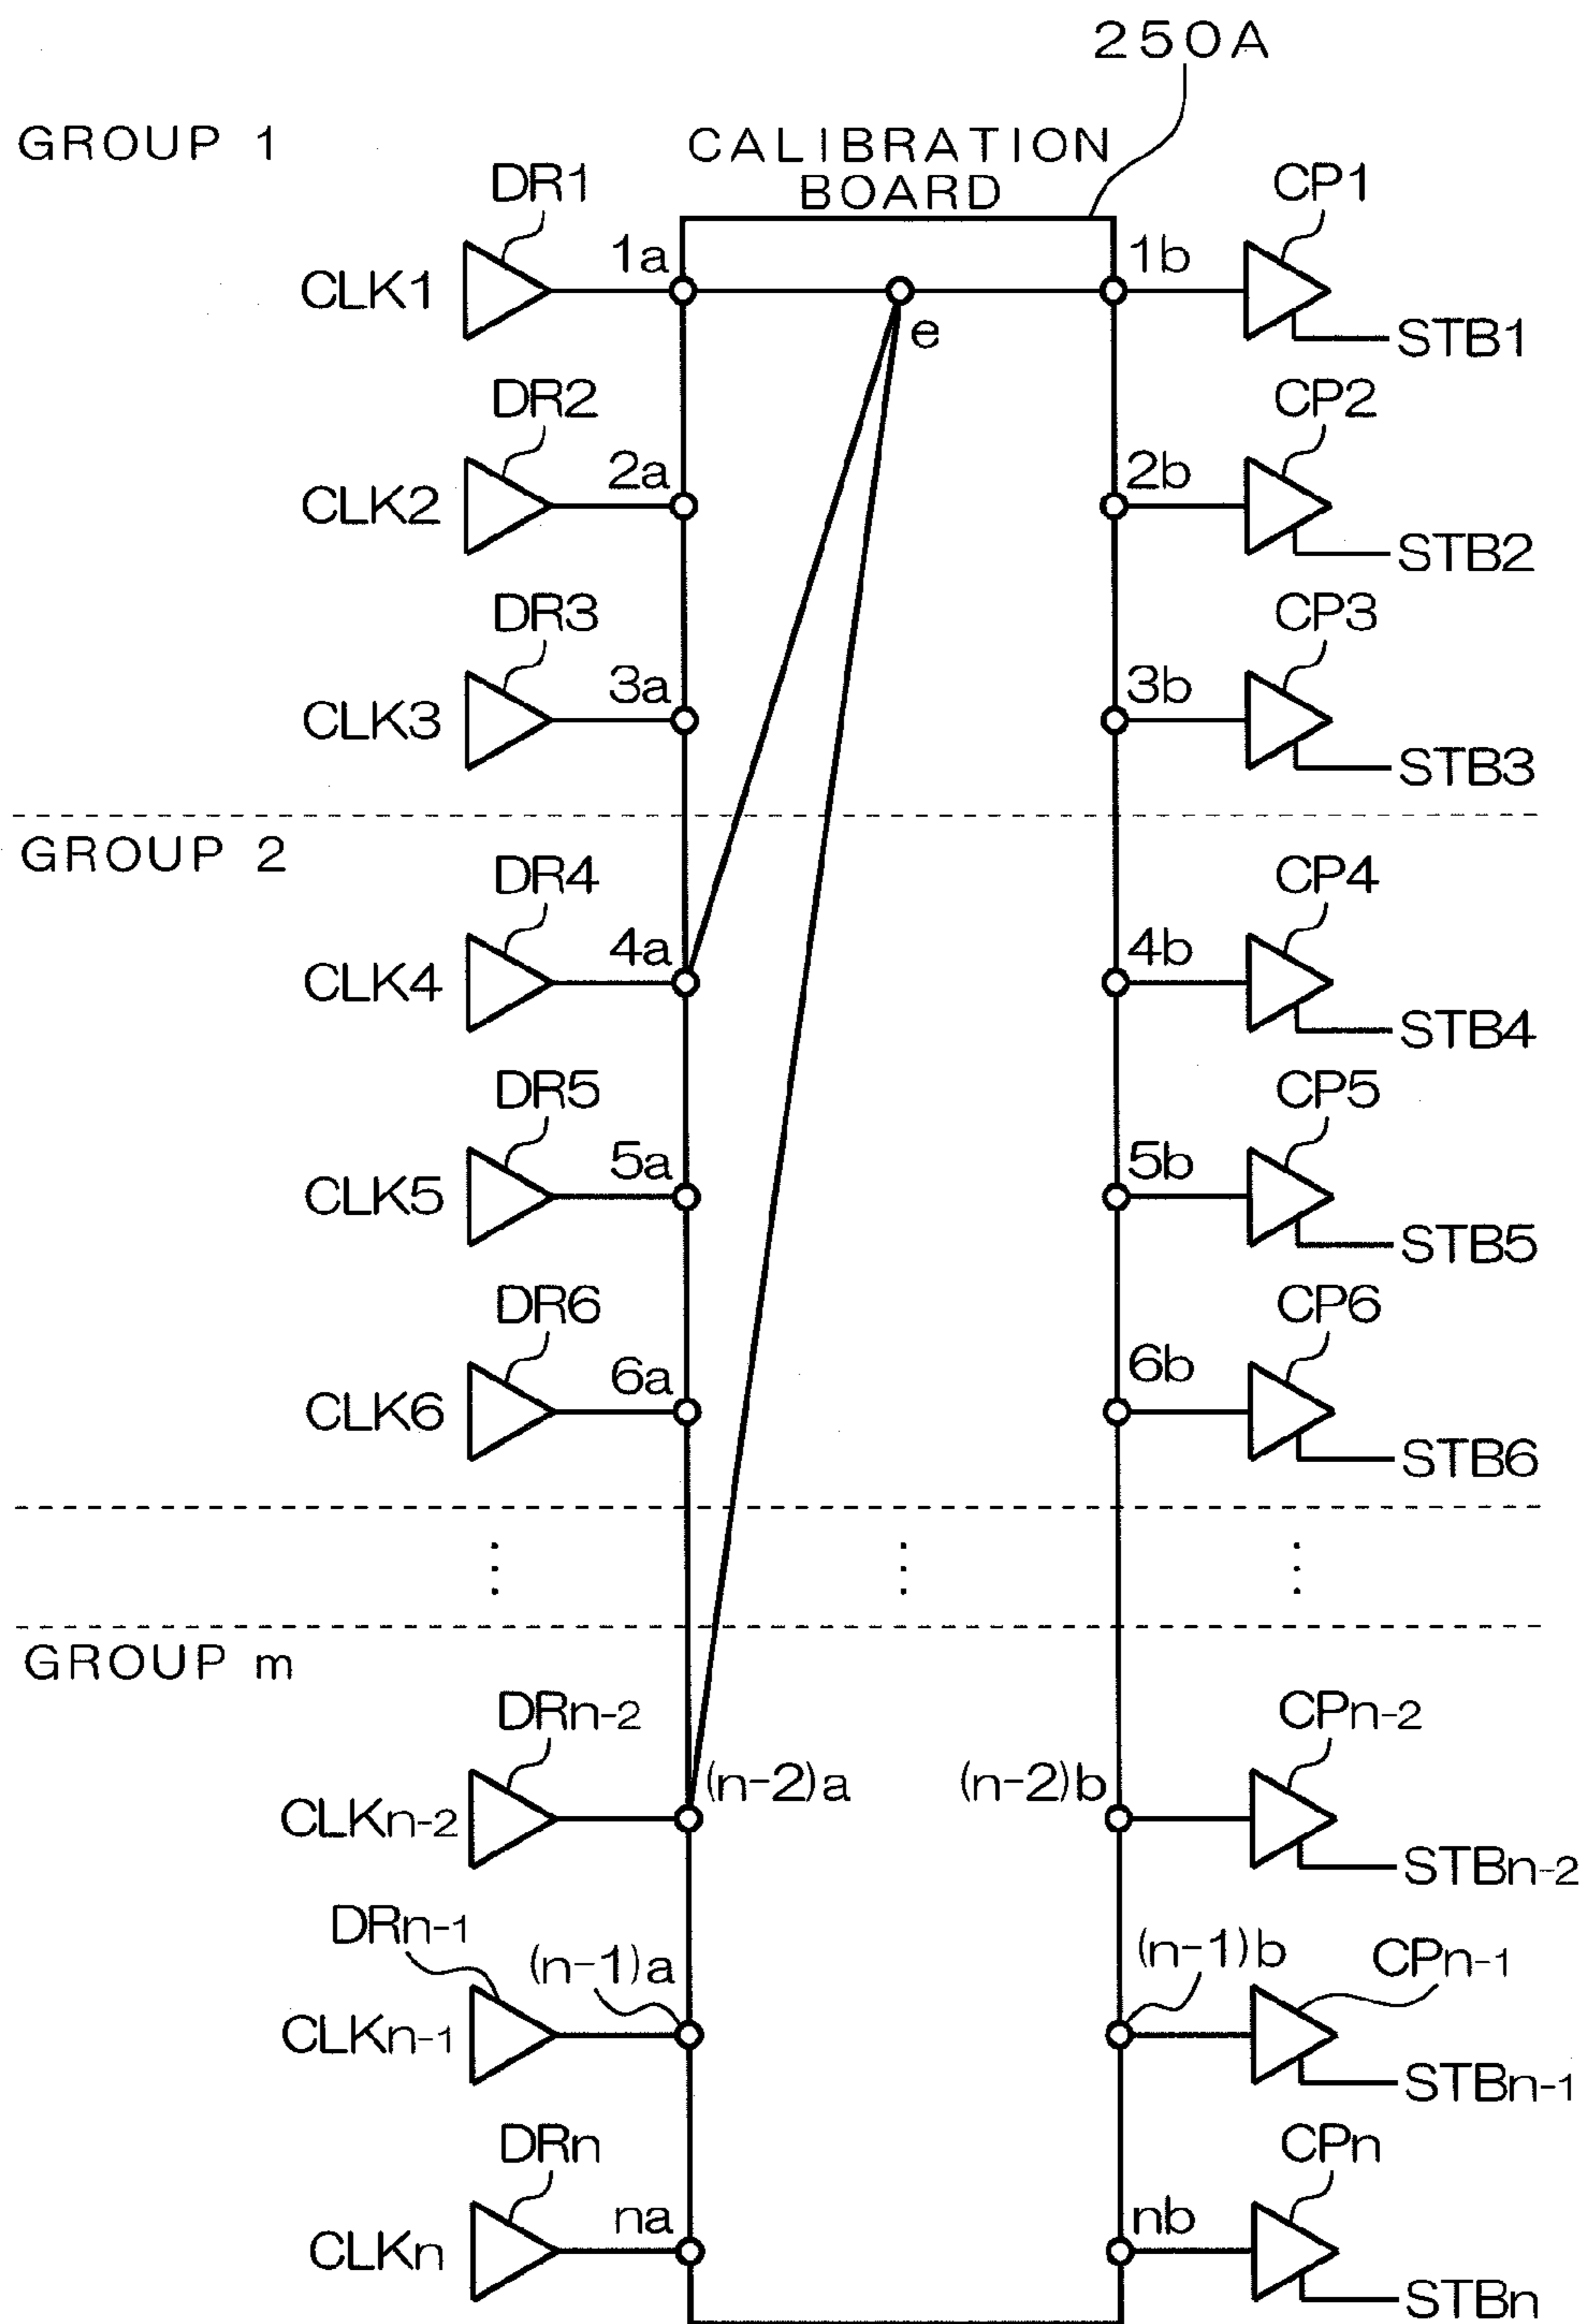 250A
GROUP 1
CALIBRATION
BOARD
DR1
CP1
1a
1b
CLK1
e
STB1
DR2
CP2
2a
2b
CLK2
STB2
DR3
CP3
3a
3b
CLK3
STB3
GROUP 2
DR4
CP4
4a
4b
CLK4
STB4
DR5
CP5
5a
5b
CLK5
STB5
DR6
CP6
6a
6b
CLK6
STB6
GROUP m
DRn-2
CPn-2
(n-2)a
(n-2)b
CLKn-2
STBn-2
DRn-1
CPn-1
(n-1)a
(n-1)b
CLKn-1
STBn-1
DRn
CPn
na
nb
CLKn
STBn